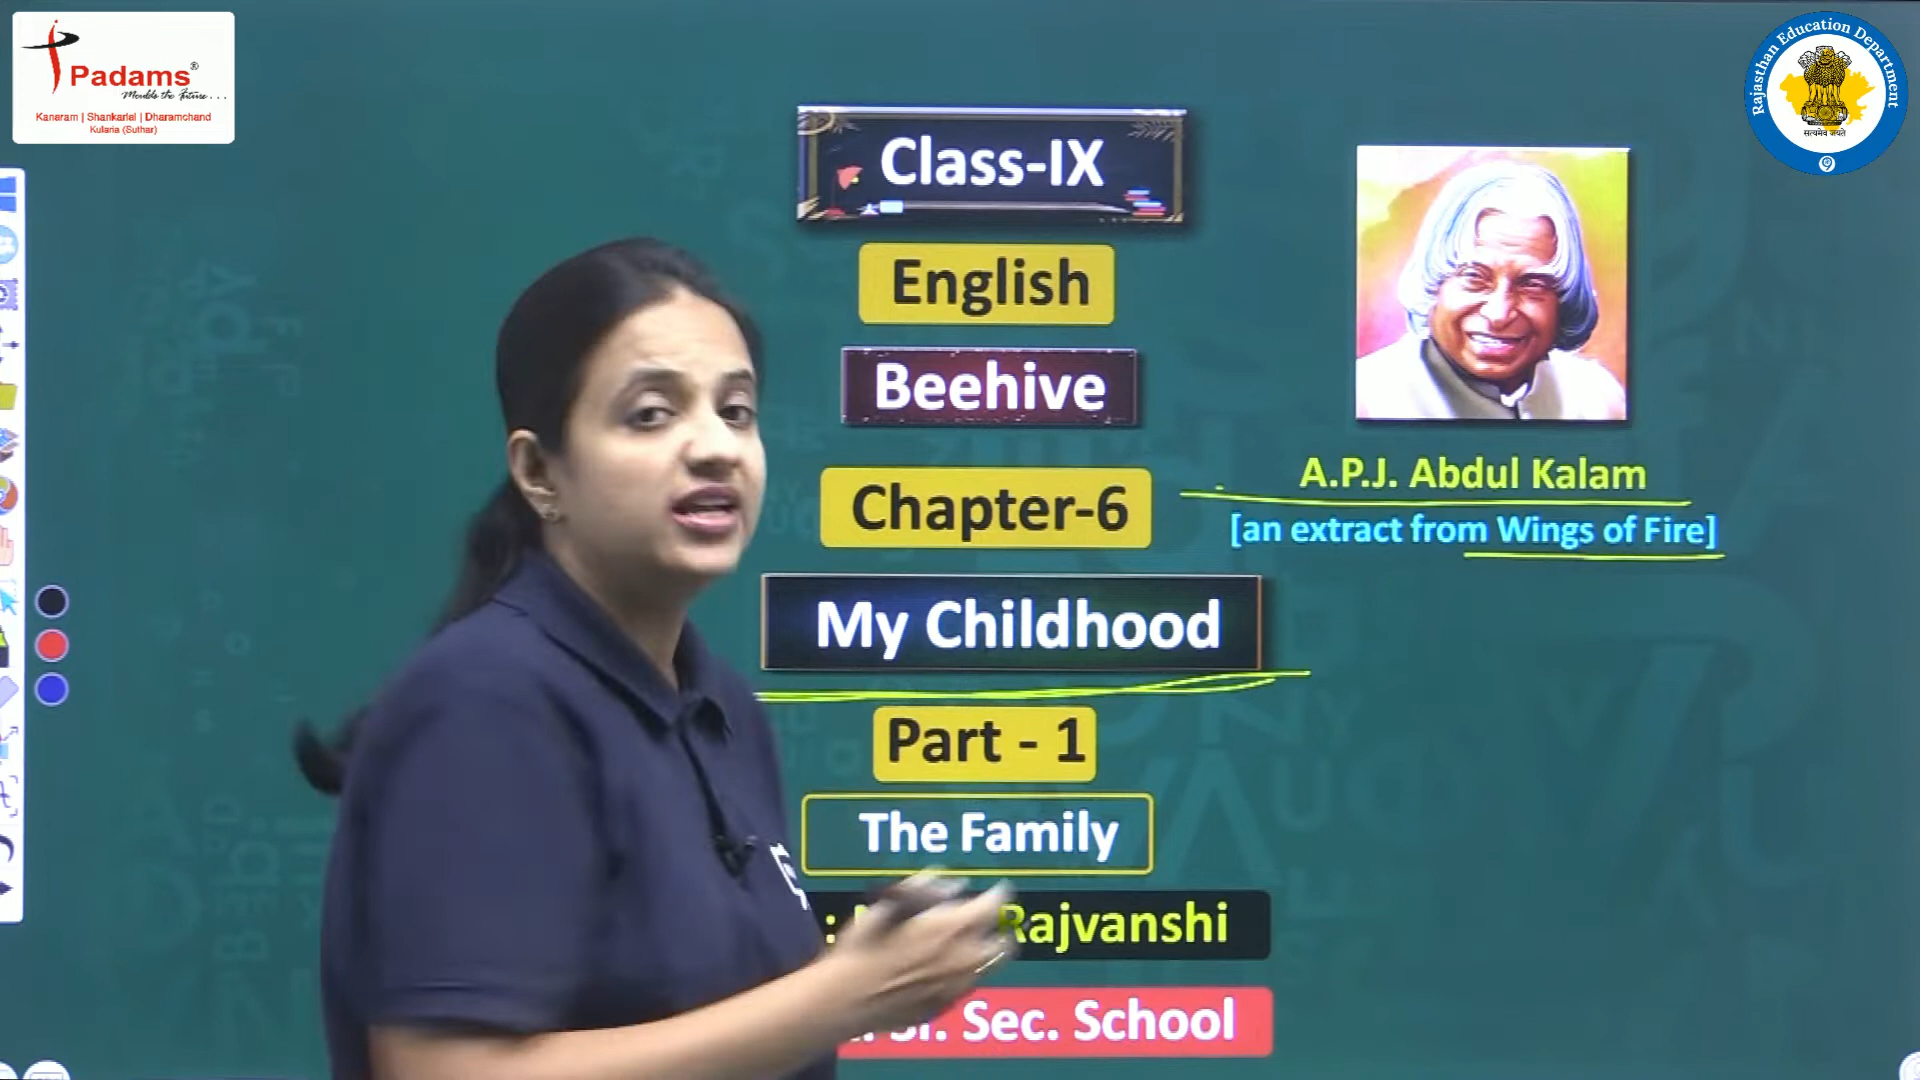 Padams®
Moulds the Future...
Kanaram | Shankarlal | Dharamchand
Kularia (Suthar)
Rajasthan Education Department
सत्यमेव जयते
Class-IX
English
Beehive
Chapter-6
A.P.J. Abdul Kalam
[an extract from Wings of Fire]
My Childhood
Part - 1
The Family
: Rajvanshi
Sr. Sec. School